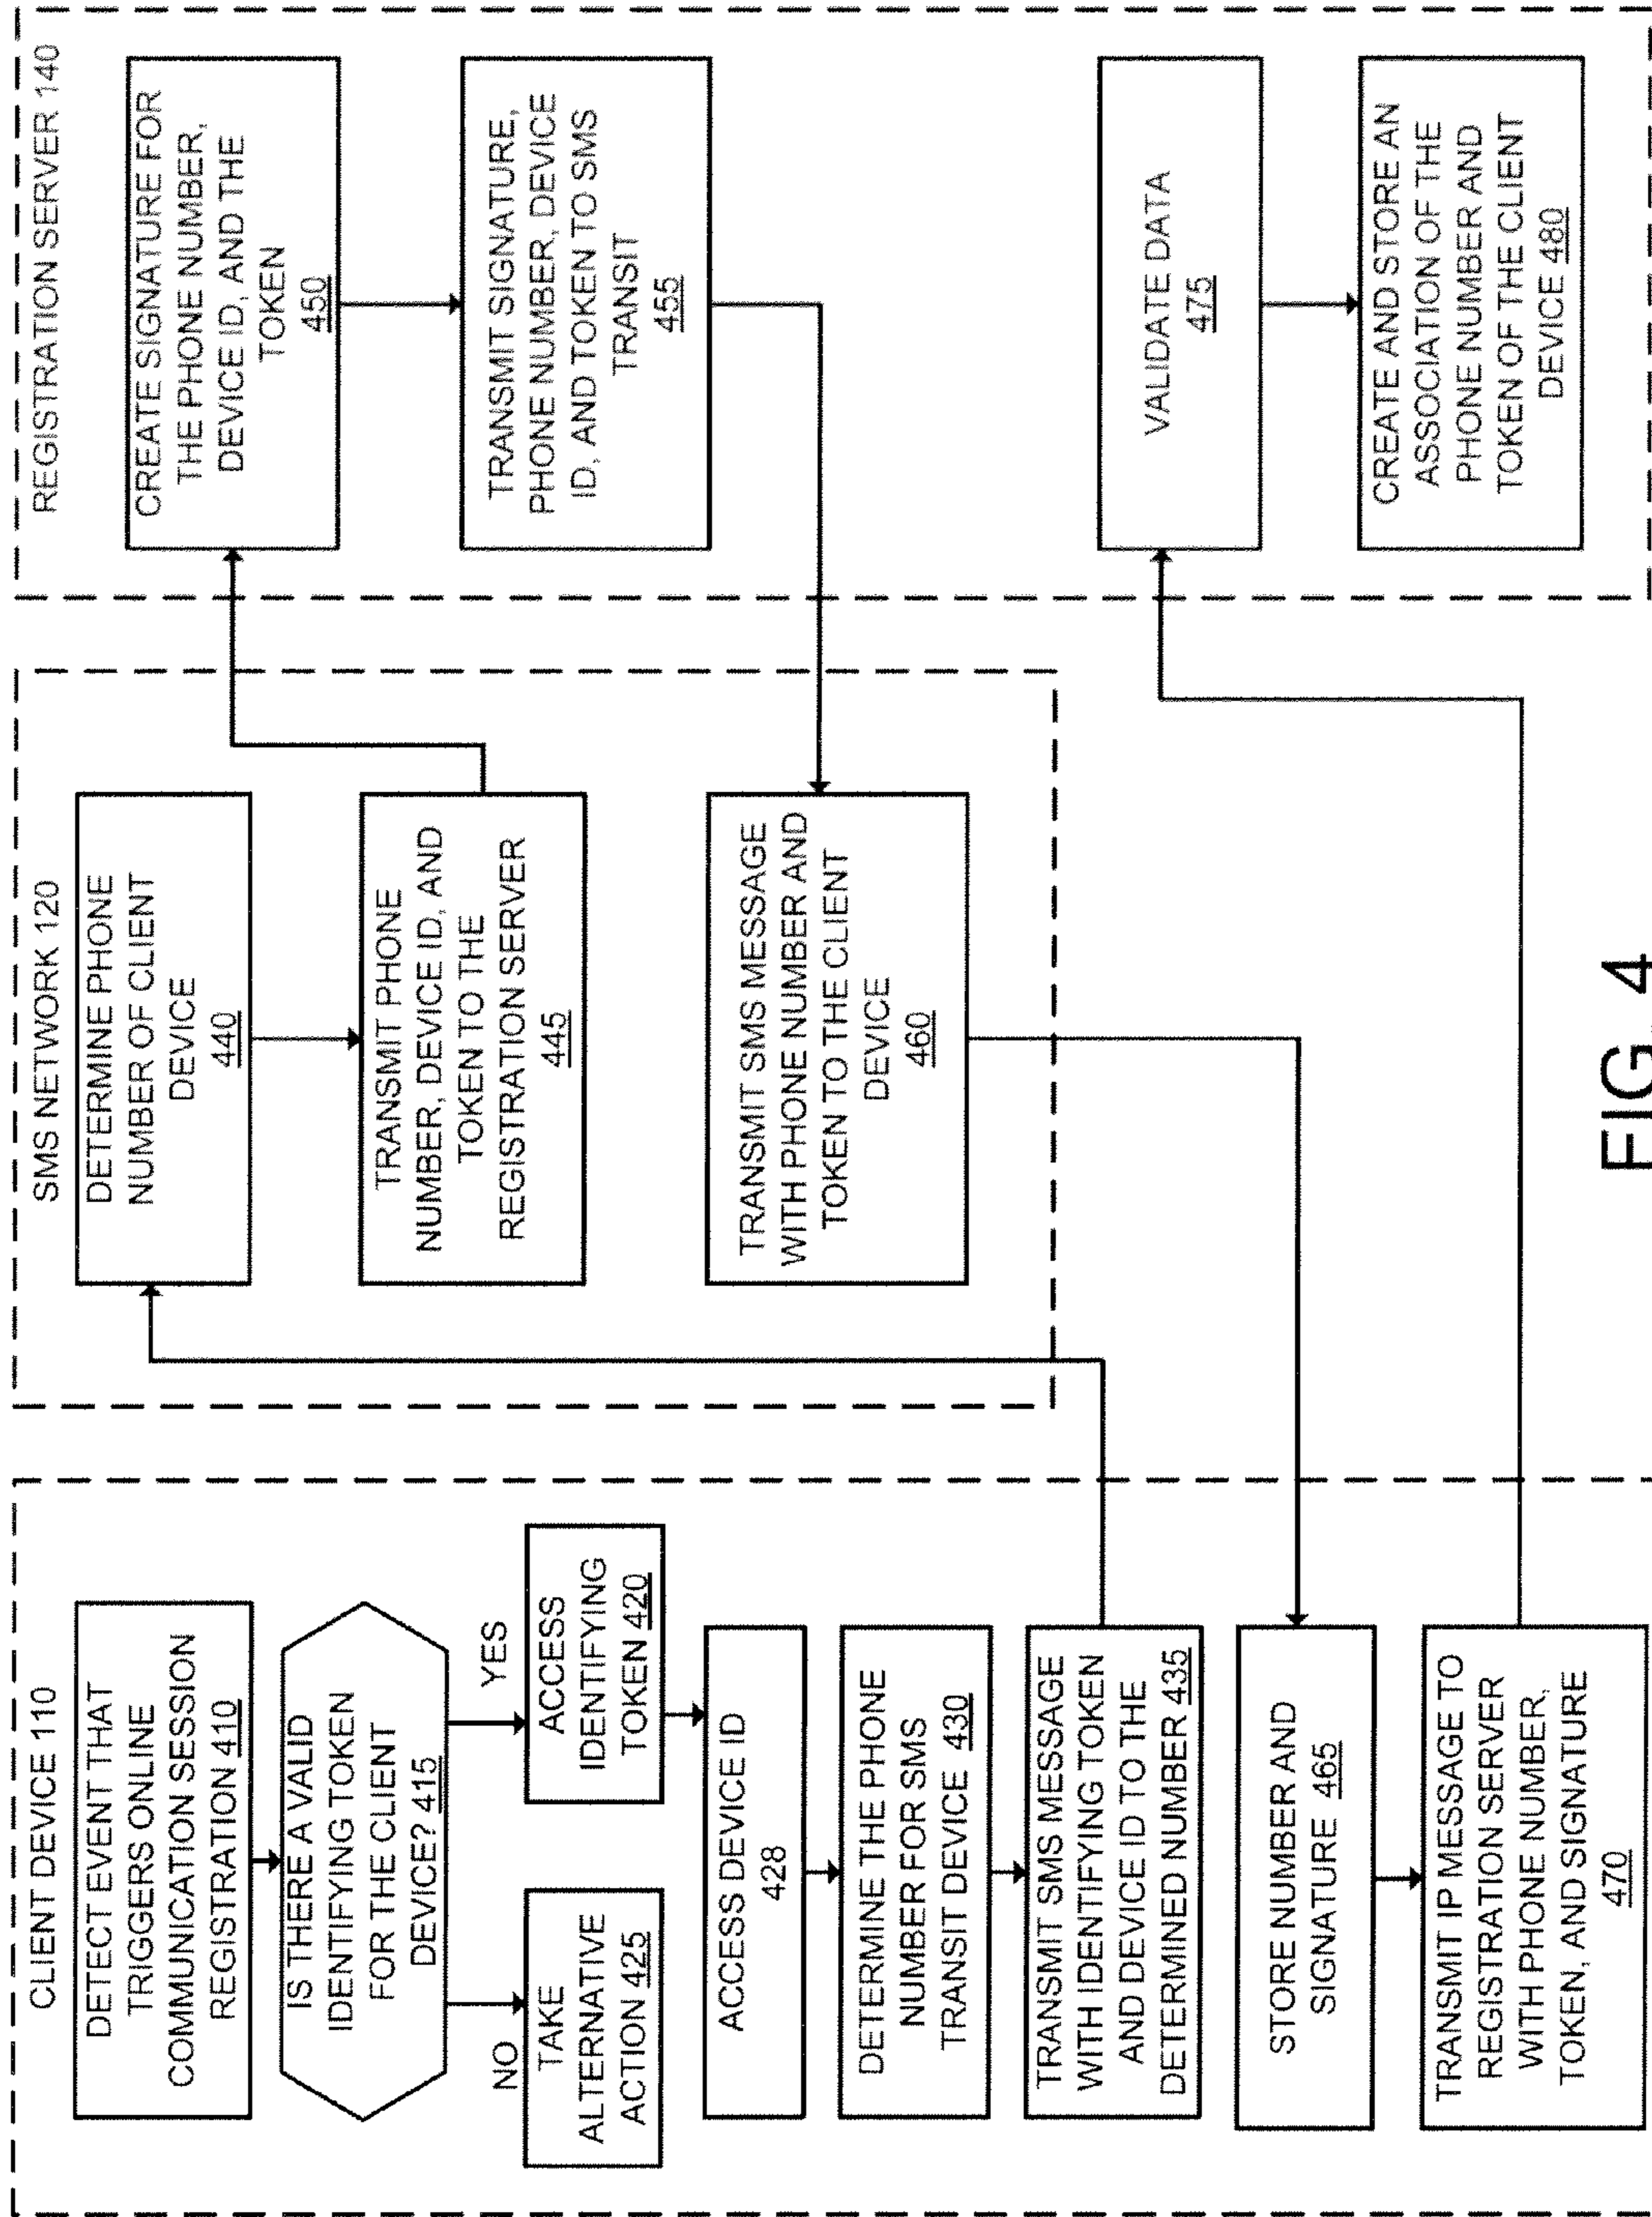 CLIENT DEVICE 110
DETECT EVENT THAT
TRIGGERS ONLINE
COMMUNICATION SESSION
REGISTRATION 410
IS THERE A VALID
IDENTIFYING TOKEN
FOR THE CLIENT
DEVICE? 415
NO
YES
TAKE
ALTERNATIVE
ACTION 425
ACCESS
IDENTIFYING
TOKEN 420
ACCESS DEVICE ID
428
DETERMINE THE PHONE
NUMBER FOR SMS
TRANSIT DEVICE 430
TRANSMIT SMS MESSAGE
WITH IDENTIFYING TOKEN
AND DEVICE ID TO THE
DETERMINED NUMBER 435
STORE NUMBER AND
SIGNATURE 465
TRANSMIT IP MESSAGE TO
REGISTRATION SERVER
WITH PHONE NUMBER,
TOKEN, AND SIGNATURE
470
SMS NETWORK 120
DETERMINE PHONE
NUMBER OF CLIENT
DEVICE
440
TRANSMIT PHONE
NUMBER, DEVICE ID, AND
TOKEN TO THE
REGISTRATION SERVER
445
TRANSMIT SMS MESSAGE
WITH PHONE NUMBER AND
TOKEN TO THE CLIENT
DEVICE
460
REGISTRATION SERVER 140
CREATE SIGNATURE FOR
THE PHONE NUMBER,
DEVICE ID, AND THE
TOKEN
450
TRANSMIT SIGNATURE,
PHONE NUMBER, DEVICE
ID, AND TOKEN TO SMS
TRANSIT
455
VALIDATE DATA
475
CREATE AND STORE AN
ASSOCIATION OF THE
PHONE NUMBER AND
TOKEN OF THE CLIENT
DEVICE 480
FIG. 4